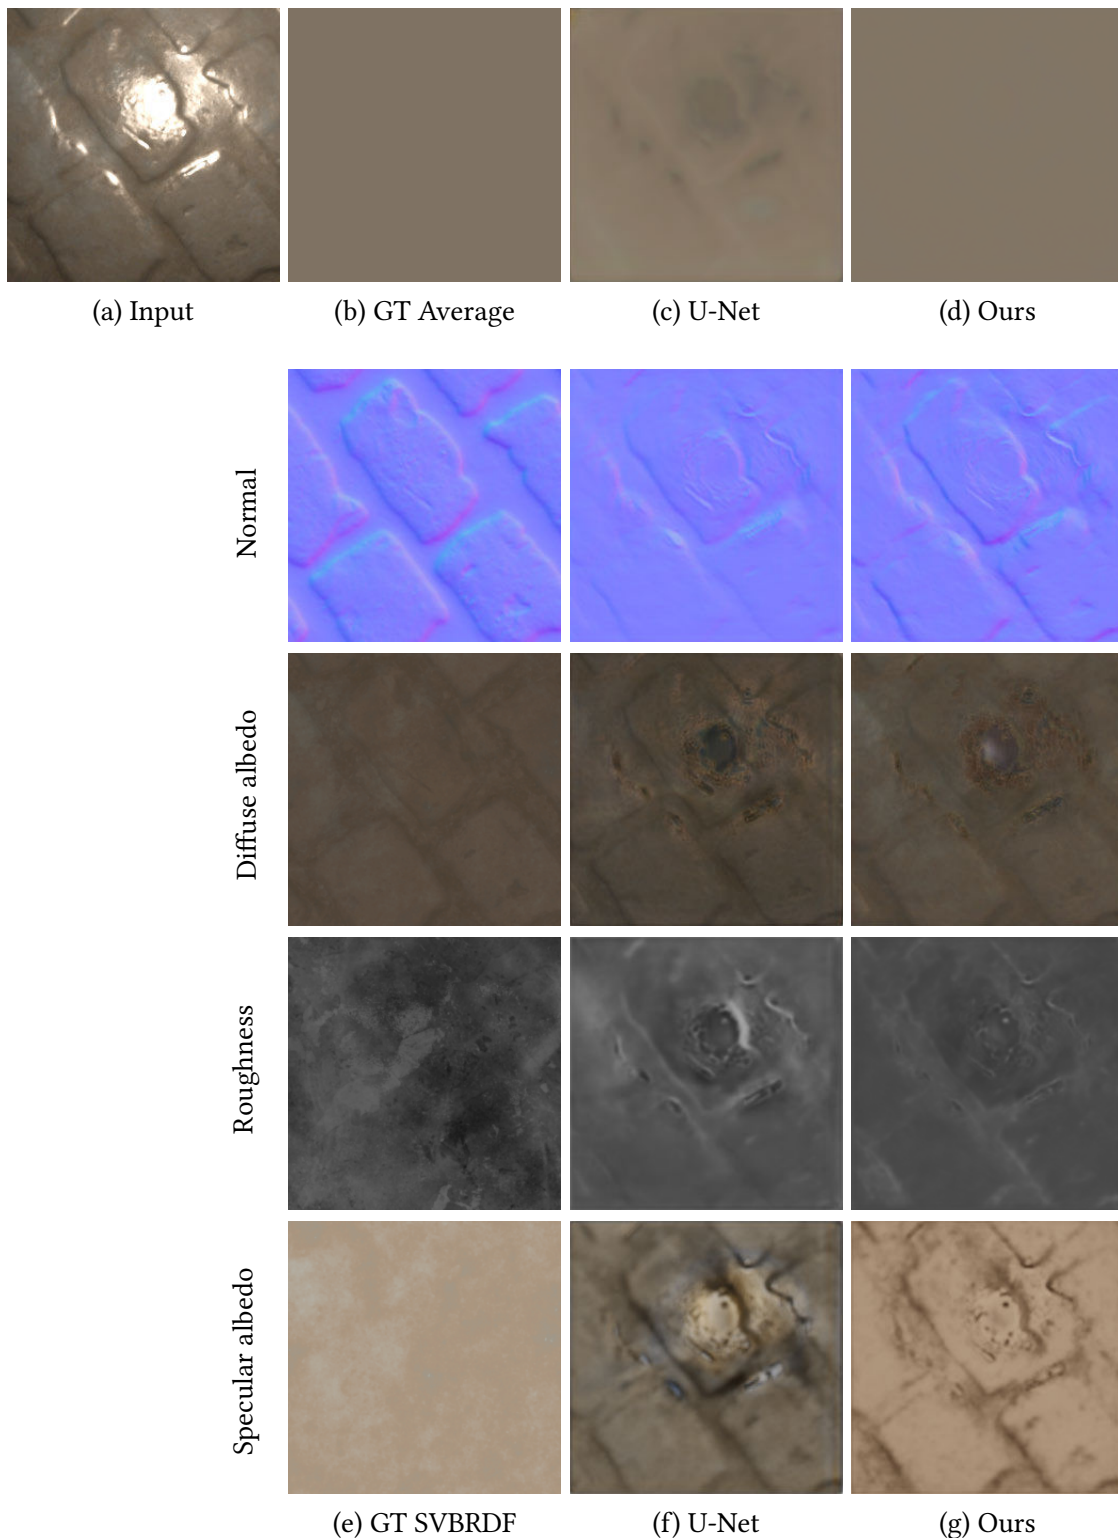 (a) Input
(b) GT Average
(c) U-Net
(d) Ours
Normal
Diffuse albedo
Roughness
Specular albedo
(e) GT SVBRDF
(f) U-Net
(g) Ours